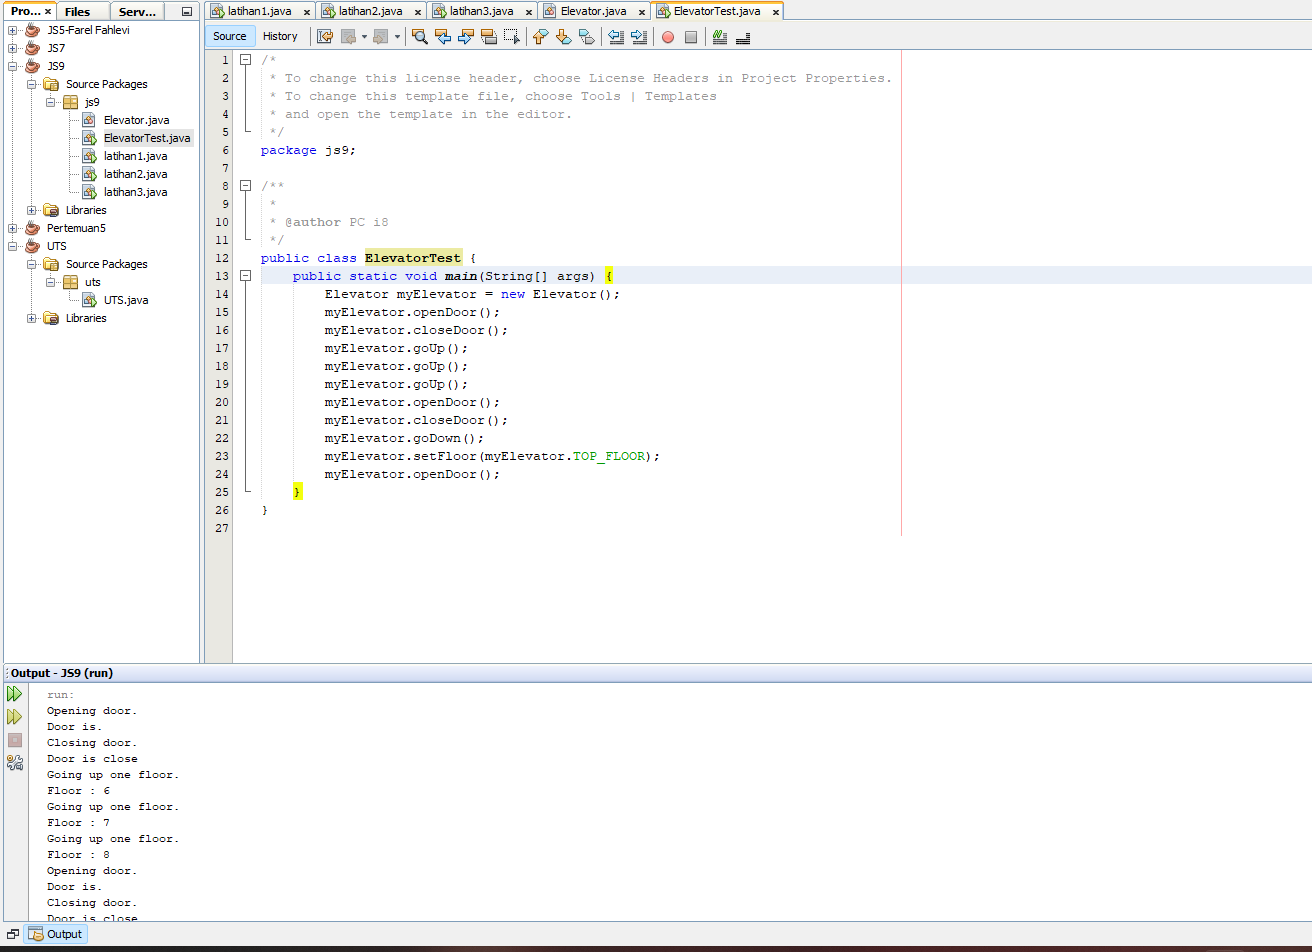 Pro... × Files Serv...
JS5-Farel Fahlevi
JS7
JS9
Source Packages
js9
Elevator.java
ElevatorTest.java
latihan1.java
latihan2.java
latihan3.java
Libraries
Pertemuan5
UTS
Source Packages
uts
UTS.java
Libraries
latihan1.java × latihan2.java × latihan3.java × Elevator.java × ElevatorTest.java ×
Source History
1 /*
2 * To change this license header, choose License Headers in Project Properties.
3 * To change this template file, choose Tools | Templates
4 * and open the template in the editor.
5 */
6 package js9;
7
8 /**
9 *
10 * @author PC i8
11 */
12 public class ElevatorTest {
13 public static void main(String[] args) {
14 Elevator myElevator = new Elevator();
15 myElevator.openDoor();
16 myElevator.closeDoor();
17 myElevator.goUp();
18 myElevator.goUp();
19 myElevator.goUp();
20 myElevator.openDoor();
21 myElevator.closeDoor();
22 myElevator.goDown();
23 myElevator.setFloor(myElevator.TOP_FLOOR);
24 myElevator.openDoor();
25 }
26 }
27
Output - JS9 (run)
run:
Opening door.
Door is.
Closing door.
Door is close
Going up one floor.
Floor : 6
Going up one floor.
Floor : 7
Going up one floor.
Floor : 8
Opening door.
Door is.
Closing door.
Door is close
Output